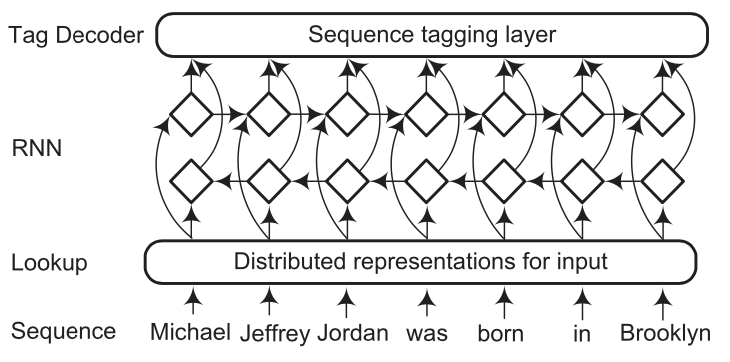 Tag Decoder Sequence tagging layer
RNN
Lookup Distributed representations for input
Sequence Michael Jeffrey Jordan was born in Brooklyn